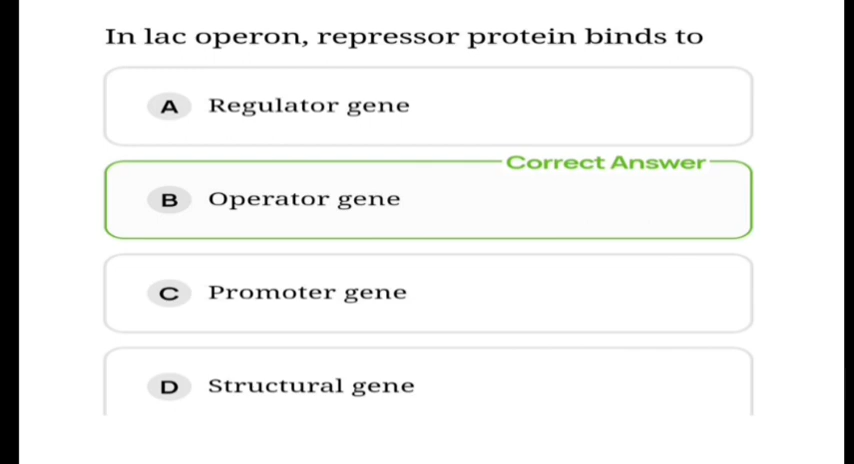 In lac operon, repressor protein binds to
A Regulator gene
Correct Answer
B Operator gene
C Promoter gene
D Structural gene